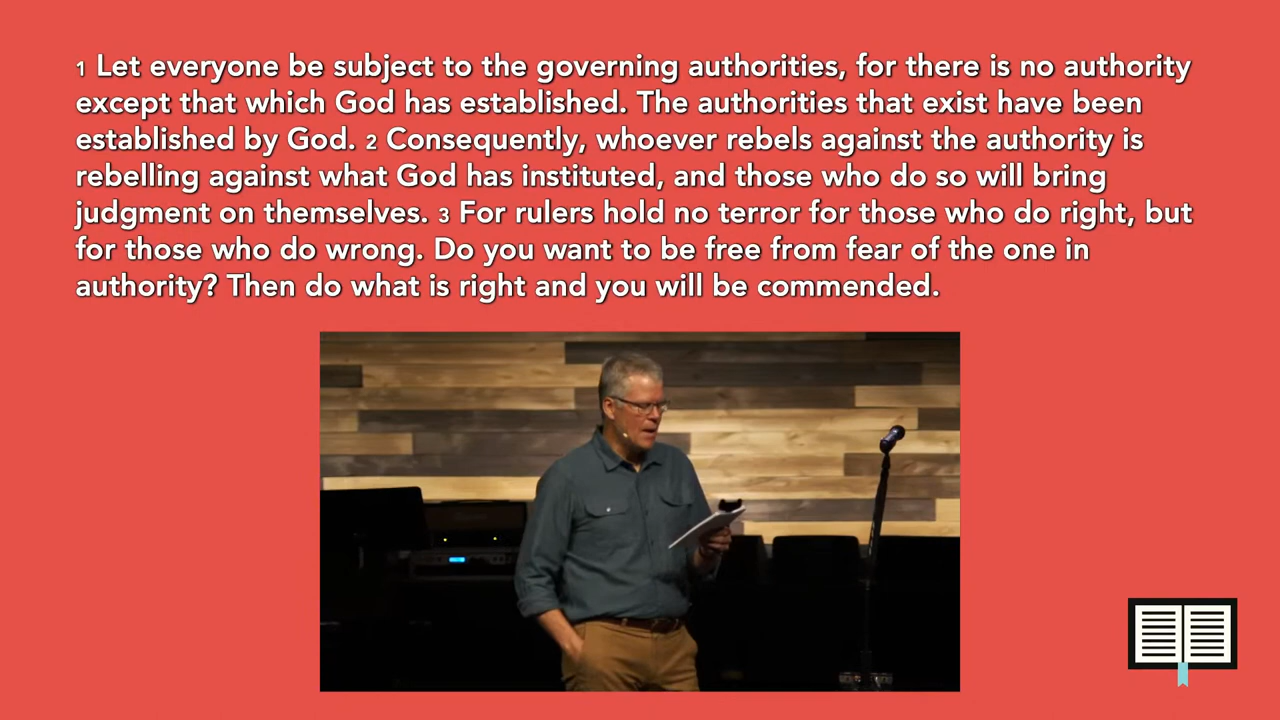 1 Let everyone be subject to the governing authorities, for there is no authority
except that which God has established. The authorities that exist have been
established by God. 2 Consequently, whoever rebels against the authority is
rebelling against what God has instituted, and those who do so will bring
judgment on themselves. 3 For rulers hold no terror for those who do right, but
for those who do wrong. Do you want to be free from fear of the one in
authority? Then do what is right and you will be commended.